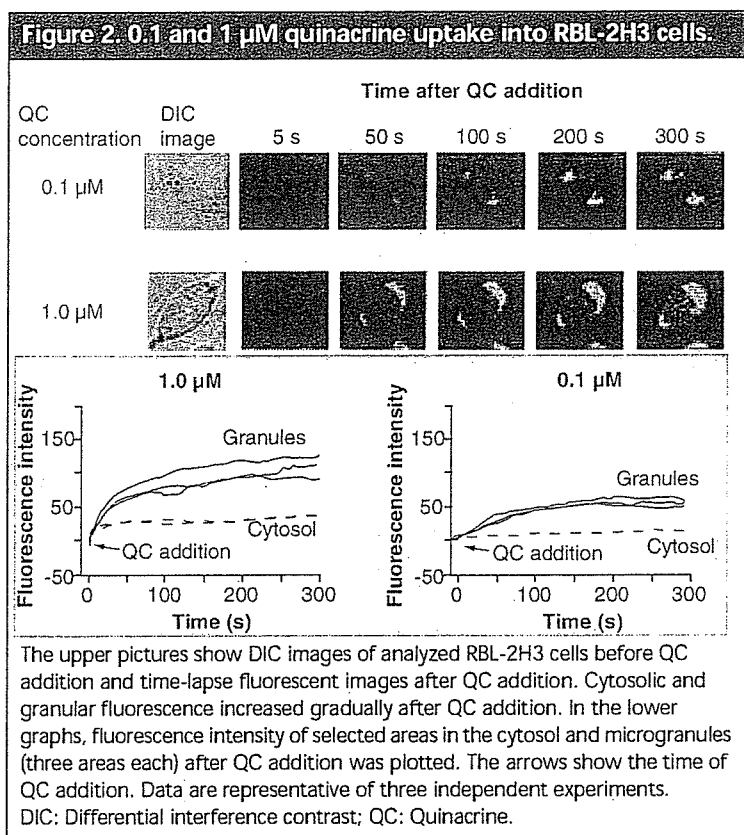 Figure 2. 0.1 and 1 µM quinacrine uptake into RBL-2H3 cells.
Time after QC addition
QC concentration
DIC image
5 s
50 s
100 s
200 s
300 s
0.1 µM
1.0 µM
1.0 µM
Fluorescence intensity
150
50
-50
Granules
Cytosol
QC addition
0
100
200
300
Time (s)
0.1 µM
Fluorescence intensity
150
50
-50
Granules
Cytosol
QC addition
0
100
200
300
Time (s)
The upper pictures show DIC images of analyzed RBL-2H3 cells before QC
addition and time-lapse fluorescent images after QC addition. Cytosolic and
granular fluorescence increased gradually after QC addition. In the lower
graphs, fluorescence intensity of selected areas in the cytosol and microgranules
(three areas each) after QC addition was plotted. The arrows show the time of
QC addition. Data are representative of three independent experiments.
DIC: Differential interference contrast; QC: Quinacrine.